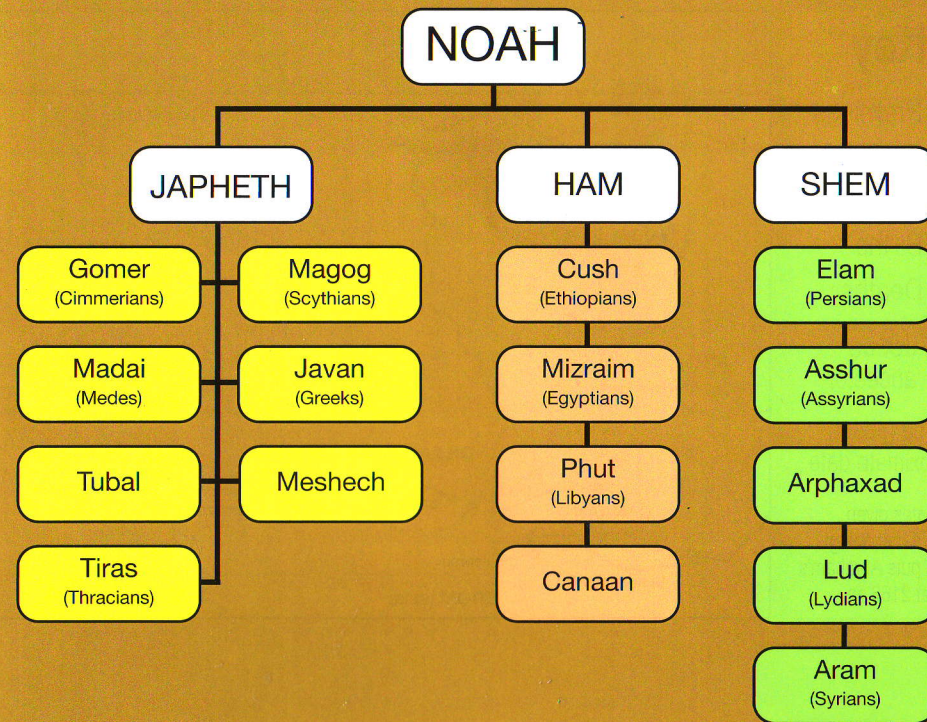 NOAH
JAPHETH
HAM
SHEM
Gomer
(Cimmerians)
Magog
(Scythians)
Cush
(Ethiopians)
Elam
(Persians)
Madai
(Medes)
Javan
(Greeks)
Mizraim
(Egyptians)
Asshur
(Assyrians)
Tubal
Meshech
Phut
(Libyans)
Arphaxad
Tiras
(Thracians)
Canaan
Lud
(Lydians)
Aram
(Syrians)